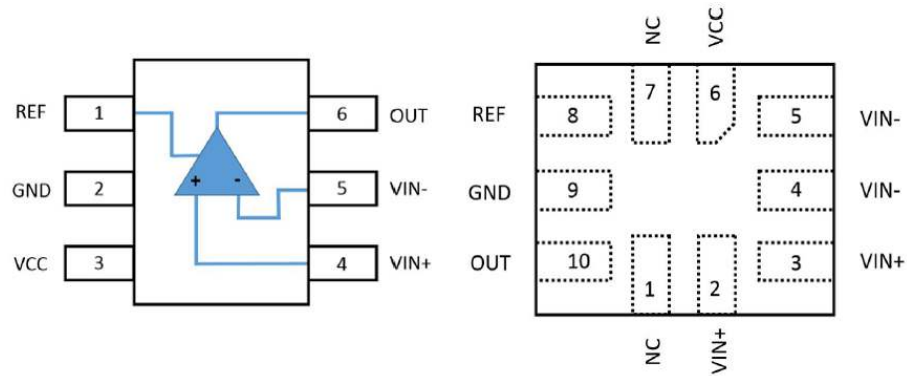 REF 1 6 OUT
+ -
GND 2 5 VIN-
VCC 3 4 VIN+
NC VCC
7 6
REF 8 5 VIN-
GND 9 4 VIN-
OUT 10 3 VIN+
1 2
NC VIN+